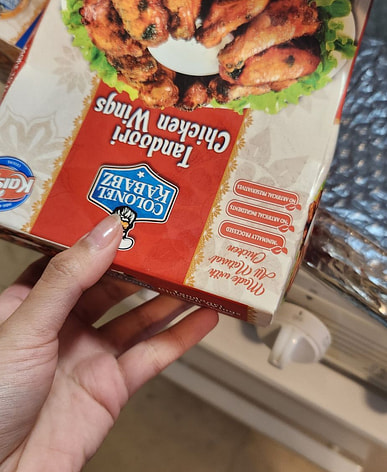 Tandoori
Chicken Wings
COLONEL
KABABZ
Made with
All Natural
Chicken
MINIMALLY PROCESSED
NO ARTIFICIAL INGREDIENTS
NO ARTIFICIAL PRESERVATIVES